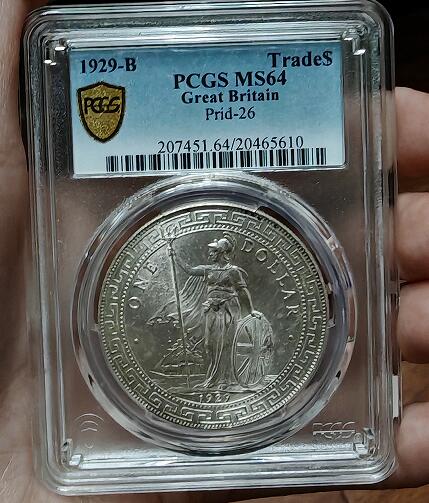 1929-B Trade$
PCGS MS64
Great Britain
Prid-26
207451.64/20465610
PCGS
ONE DOLLAR
1929
PCGS